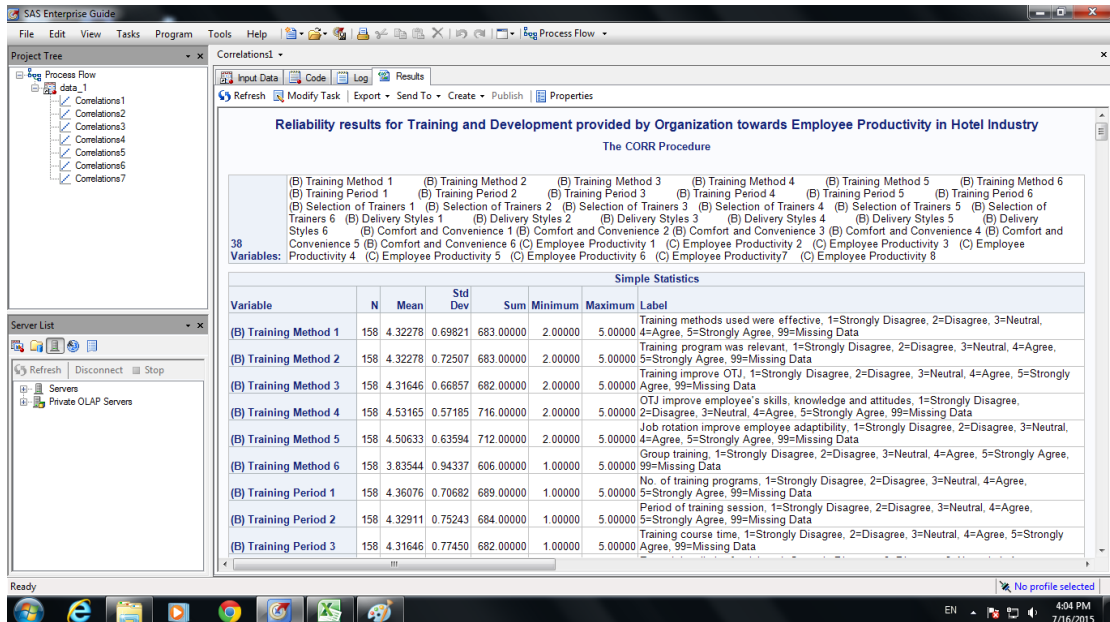 SAS Enterprise Guide
File Edit View Tasks Program Tools Help Process Flow
Project Tree
Process Flow
data_1
Correlations1
Correlations2
Correlations3
Correlations4
Correlations5
Correlations6
Correlations7
Server List
Refresh Disconnect Stop
Servers
Private OLAP Servers
Correlations1
Input Data Code Log Results
Refresh Modify Task Export Send To Create Publish Properties
Reliability results for Training and Development provided by Organization towards Employee Productivity in Hotel Industry
The CORR Procedure
38 Variables:
(B) Training Method 1 (B) Training Method 2 (B) Training Method 3 (B) Training Method 4 (B) Training Method 5 (B) Training Method 6
(B) Training Period 1 (B) Training Period 2 (B) Training Period 3 (B) Training Period 4 (B) Training Period 5 (B) Training Period 6
(B) Selection of Trainers 1 (B) Selection of Trainers 2 (B) Selection of Trainers 3 (B) Selection of Trainers 4 (B) Selection of Trainers 5 (B) Selection of
Trainers 6 (B) Delivery Styles 1 (B) Delivery Styles 2 (B) Delivery Styles 3 (B) Delivery Styles 4 (B) Delivery Styles 5 (B) Delivery
Styles 6 (B) Comfort and Convenience 1 (B) Comfort and Convenience 2 (B) Comfort and Convenience 3 (B) Comfort and Convenience 4 (B) Comfort and
Convenience 5 (B) Comfort and Convenience 6 (C) Employee Productivity 1 (C) Employee Productivity 2 (C) Employee Productivity 3 (C) Employee
Productivity 4 (C) Employee Productivity 5 (C) Employee Productivity 6 (C) Employee Productivity7 (C) Employee Productivity 8
Simple Statistics
Variable N Mean Std Dev Sum Minimum Maximum Label
(B) Training Method 1 158 4.32278 0.69821 683.00000 2.00000 5.00000 Training methods used were effective, 1=Strongly Disagree, 2=Disagree, 3=Neutral, 4=Agree, 5=Strongly Agree, 99=Missing Data
(B) Training Method 2 158 4.32278 0.72507 683.00000 2.00000 5.00000 Training program was relevant, 1=Strongly Disagree, 2=Disagree, 3=Neutral, 4=Agree, 5=Strongly Agree, 99=Missing Data
(B) Training Method 3 158 4.31646 0.66857 682.00000 2.00000 5.00000 Training improve OTJ, 1=Strongly Disagree, 2=Disagree, 3=Neutral, 4=Agree, 5=Strongly Agree, 99=Missing Data
(B) Training Method 4 158 4.53165 0.57185 716.00000 2.00000 5.00000 OTJ improve employee's skills, knowledge and attitudes, 1=Strongly Disagree, 2=Disagree, 3=Neutral, 4=Agree, 5=Strongly Agree, 99=Missing Data
(B) Training Method 5 158 4.50633 0.63594 712.00000 2.00000 5.00000 Job rotation improve employee adaptibility, 1=Strongly Disagree, 2=Disagree, 3=Neutral, 4=Agree, 5=Strongly Agree, 99=Missing Data
(B) Training Method 6 158 3.83544 0.94337 606.00000 1.00000 5.00000 Group training, 1=Strongly Disagree, 2=Disagree, 3=Neutral, 4=Agree, 5=Strongly Agree, 99=Missing Data
(B) Training Period 1 158 4.36076 0.70682 689.00000 1.00000 5.00000 No. of training programs, 1=Strongly Disagree, 2=Disagree, 3=Neutral, 4=Agree, 5=Strongly Agree, 99=Missing Data
(B) Training Period 2 158 4.32911 0.75243 684.00000 1.00000 5.00000 Period of training session, 1=Strongly Disagree, 2=Disagree, 3=Neutral, 4=Agree, 5=Strongly Agree, 99=Missing Data
(B) Training Period 3 158 4.31646 0.77450 682.00000 1.00000 5.00000 Training course time, 1=Strongly Disagree, 2=Disagree, 3=Neutral, 4=Agree, 5=Strongly Agree, 99=Missing Data
Ready
No profile selected
EN
4:04 PM
7/16/2015